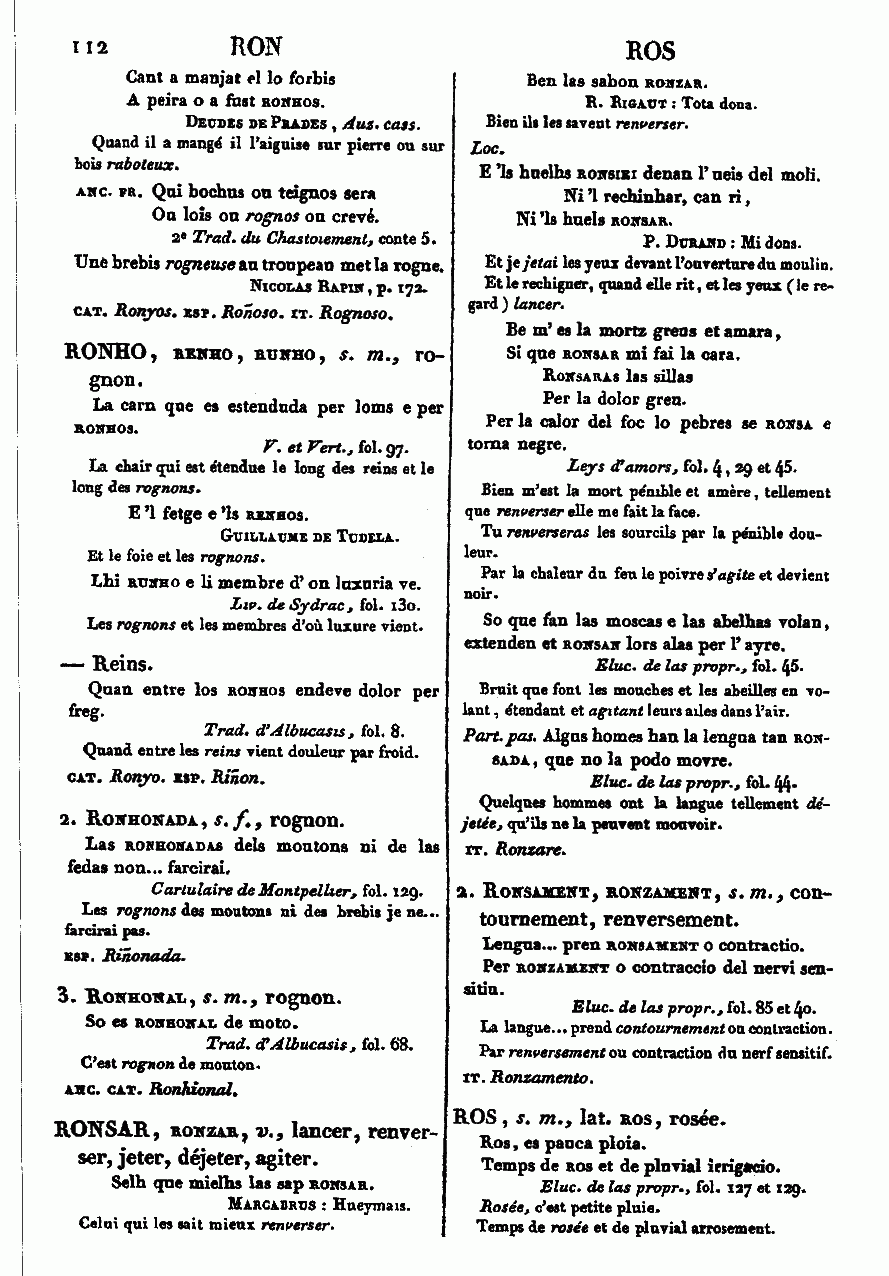 112 RON ROS
Cant a manjat el lo forbis
A peira o a fust RONHOS.
DEUDES DE PRADES, Aus. cass.
Quand il a mangé il l'aiguise sur pierre ou sur
bois raboteux.
ANC. FR. Qui bochus ou teignos sera
Ou lois ou rognos ou crevé.
2e Trad. du Chastoiement, conte 5.
Une brebis rogneuse au troupeau met la rogne.
NICOLAS RAPIN, p. 172.
CAT. Ronyos. ESP. Roñoso. IT. Rognoso.
RONHO, RENHO, RUNHO, s. m., ro-
gnon.
La carn que es estenduda per loms e per
RONHOS.
V. et Vert., fol. 97.
La chair qui est étendue le long des reins et le
long des rognons.
E 'l fetge e 'ls RENHOS.
GUILLAUME DE TUDELA.
Et le foie et les rognons.
Lhi RUNHO e li membre d' on luxuria ve.
Liv. de Sydrac, fol. 130.
Les rognons et les membres d'où luxure vient.
— Reins.
Quan entre los RONHOS endeve dolor per
freg.
Trad. d'Albucasis, fol. 8.
Quand entre les reins vient douleur par froid.
CAT. Ronyo. ESP. Riñon.
2. RONHONADA, s. f., rognon.
Las RONHONADAS dels moutons ni de las
fedas non... farcirai.
Cartulaire de Montpellier, fol. 129.
Les rognons des moutons ni des brebis je ne...
farcirai pas.
ESP. Riñonada.
3. RONHONAL, s. m., rognon.
So es RONHONAL de moto.
Trad. d'Albucasis, fol. 68.
C'est rognon de mouton.
ANC. CAT. Ronhional.
RONSAR, RONZAR, v., lancer, renver-
ser, jeter, déjeter, agiter.
Selh que mielhs las sap RONSAR.
MARCABRUS : Hueymais.
Celui qui les sait mieux renverser.
Ben las sabon RONZAR.
R. RIGAUT : Tota dona.
Bien ils les savent renverser.
Loc.
E 'ls huelhs RONSIEI denan l' ueis del moli.
Ni 'l rechinhar, can ri,
Ni 'ls huels RONSAR.
P. DURAND : Mi dons.
Et je jetai les yeux devant l'ouverture du moulin.
Et le rechigner, quand elle rit, et les yeux (le re-
gard) lancer.
Be m' es la mortz greus et amara,
Si que RONSAR mi fai la cara.
RONSARAS las sillas
Per la dolor greu.
Per la calor del foc lo pebres se RONSA e
torna negre.
Leys d'amors, fol. 4, 29 et 45.
Bien m'est la mort pénible et amère, tellement
que renverser elle me fait la face.
Tu renverseras les sourcils par la pénible dou-
leur.
Par la chaleur du feu le poivre s'agite et devient
noir.
So que fan las moscas e las abelhas volan,
extenden et RONSAN lors alas per l' ayre.
Eluc. de las propr., fol. 45.
Bruit que font les mouches et les abeilles en vo-
lant, étendant et agitant leurs ailes dans l'air.
Part. pas. Algus homes han la lengua tan RON-
SADA, que no la podo movre.
Eluc. de las propr., fol. 44.
Quelques hommes ont la langue tellement dé-
jetée, qu'ils ne la peuvent mouvoir.
IT. Ronzare.
2. RONSAMENT, RONZAMENT, s. m., con-
tournement, renversement.
Lengua... pren RONSAMENT o contractio.
Per RONZAMENT o contraccio del nervi sen-
sitiu.
Eluc. de las propr., fol. 85 et 40.
La langue... prend contournement ou contraction.
Par renversement ou contraction du nerf sensitif.
IT. Ronzamento.
ROS, s. m., lat. ROS, rosée.
Ros, es pauca ploia.
Temps de ROS et de pluvial irrigacio.
Eluc. de las propr., fol. 127 et 129.
Rosée, c'est petite pluie.
Temps de rosée et de pluvial arrosement.